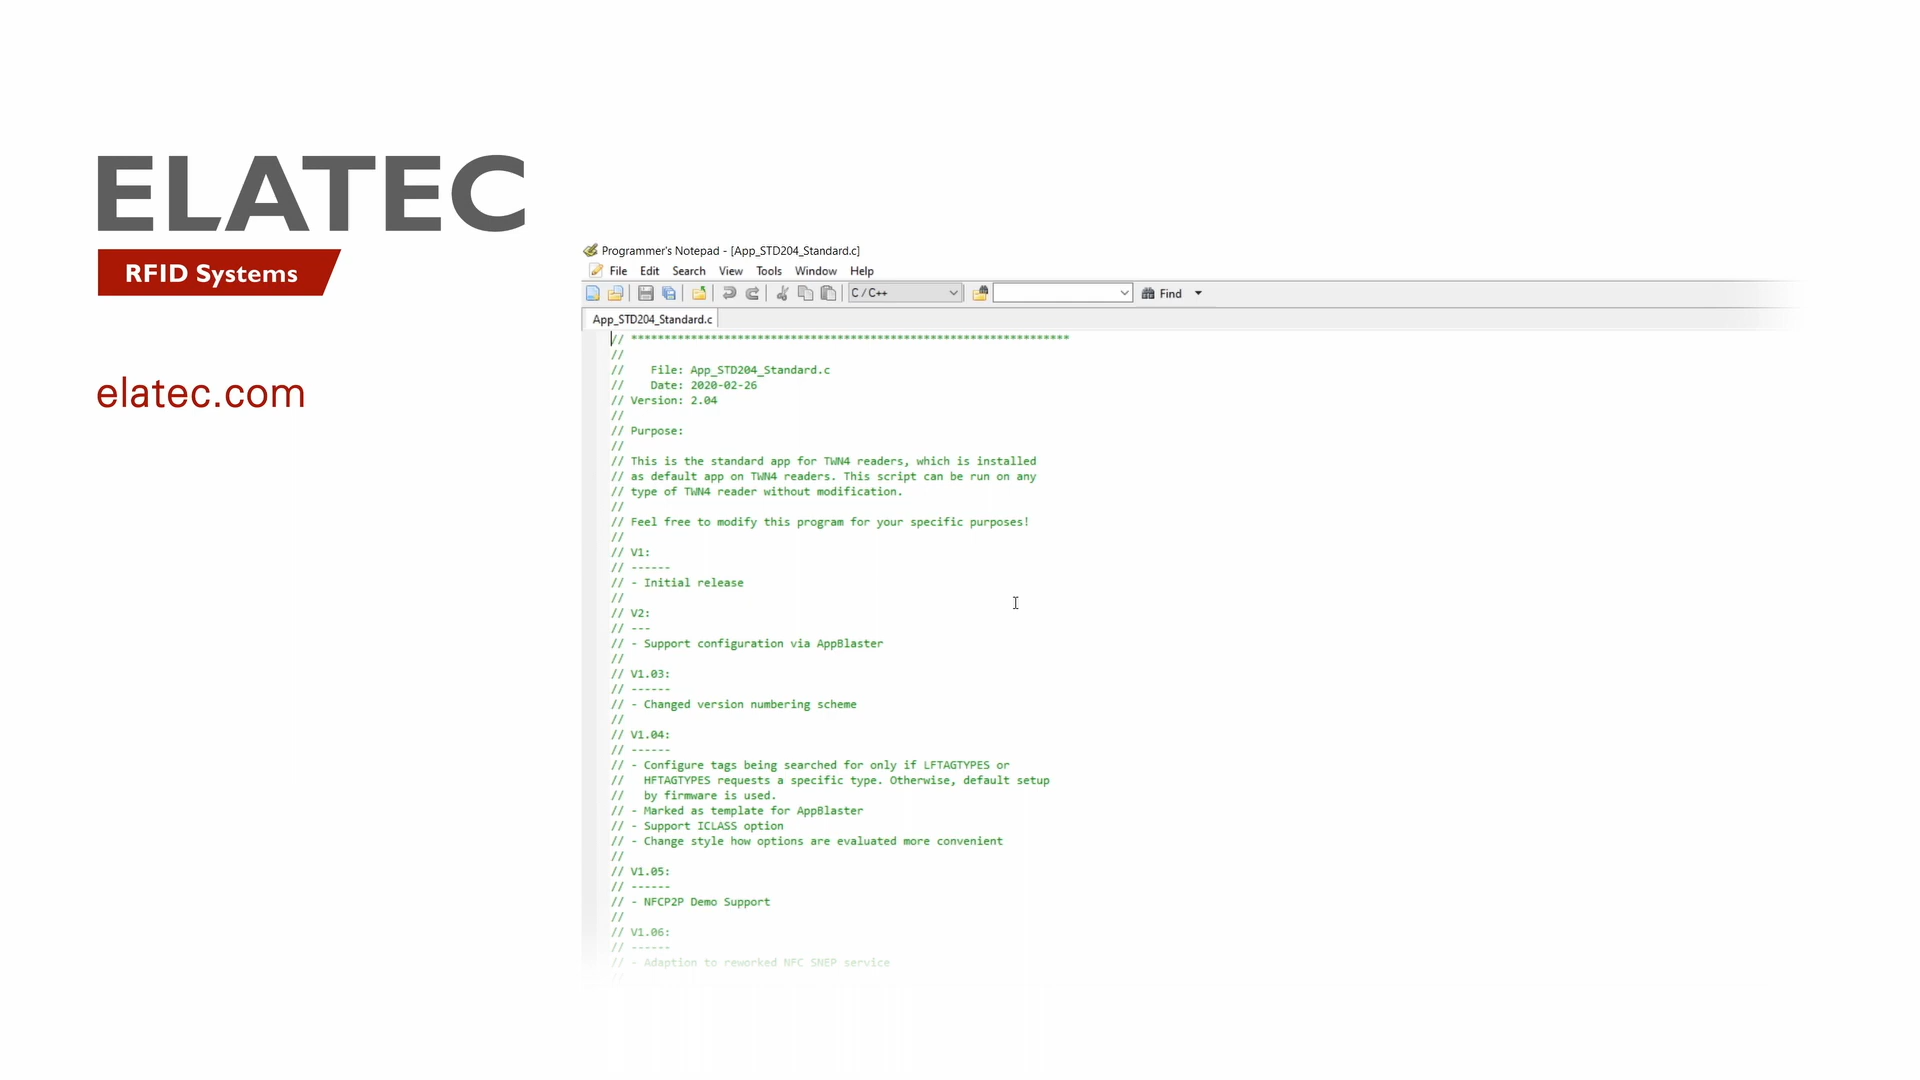 ELATEC
RFID Systems
elatec.com
Programmer's Notepad - [App_STD204_Standard.c]
File Edit Search View Tools Window Help
C / C++ Find
App_STD204_Standard.c
// ******************************************************************
//
// File: App_STD204_Standard.c
// Date: 2020-02-26
// Version: 2.04
//
// Purpose:
//
// This is the standard app for TWN4 readers, which is installed
// as default app on TWN4 readers. This script can be run on any
// type of TWN4 reader without modification.
//
// Feel free to modify this program for your specific purposes!
//
// V1:
// ------
// - Initial release
//
// V2:
// ---
// - Support configuration via AppBlaster
//
// V1.03:
// ------
// - Changed version numbering scheme
//
// V1.04:
// ------
// - Configure tags being searched for only if LFTAGTYPES or
// HFTAGTYPES requests a specific type. Otherwise, default setup
// by firmware is used.
// - Marked as template for AppBlaster
// - Support ICLASS option
// - Change style how options are evaluated more convenient
//
// V1.05:
// ------
// - NFCP2P Demo Support
//
// V1.06:
// ------
// - Adaption to reworked NFC SNEP service
//